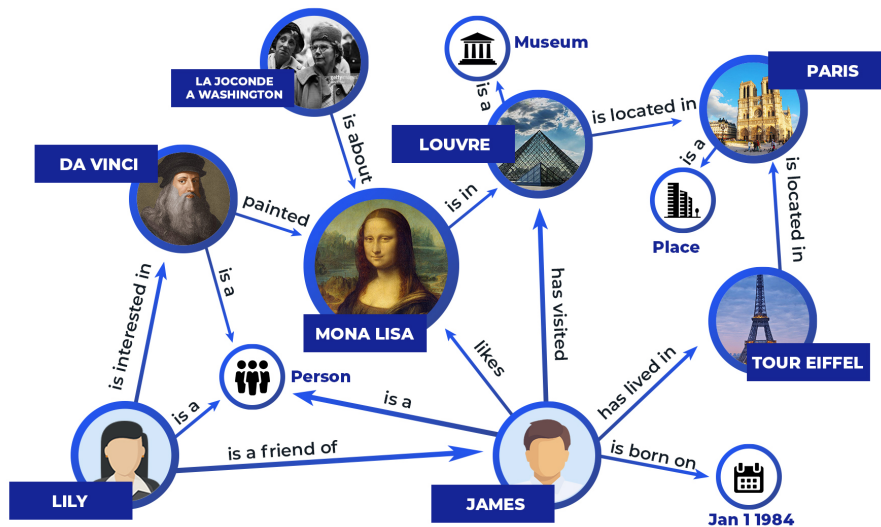 LA JOCONDE
A WASHINGTON
Museum
PARIS
is a
is located in
LOUVRE
is about
DA VINCI
is a
is located in
painted
is in
Place
is a
has visited
is interested in
MONA LISA
likes
TOUR EIFFEL
Person
has lived in
is a
is a
is a friend of
is born on
LILY
JAMES
Jan 1 1984